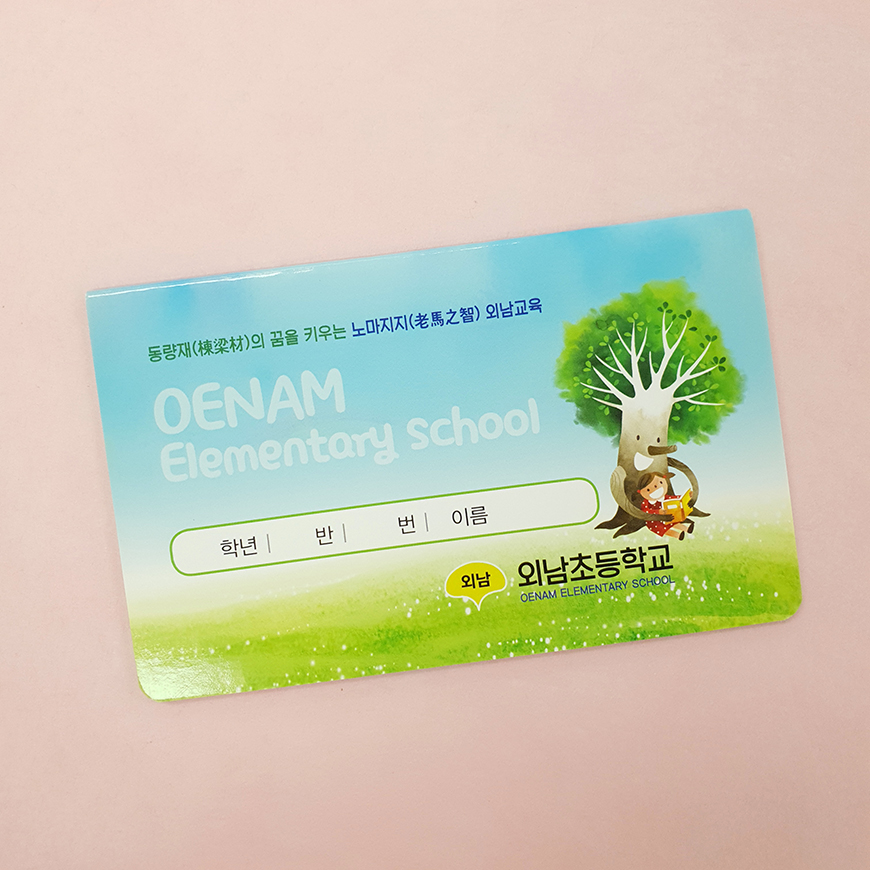 동량재(棟梁材)의 꿈을 키우는 노마지지(老馬之智) 외남교육
OENAM
Elementary School
학년 | 반 | 번 | 이름
외남 외남초등학교
OENAM ELEMENTARY SCHOOL